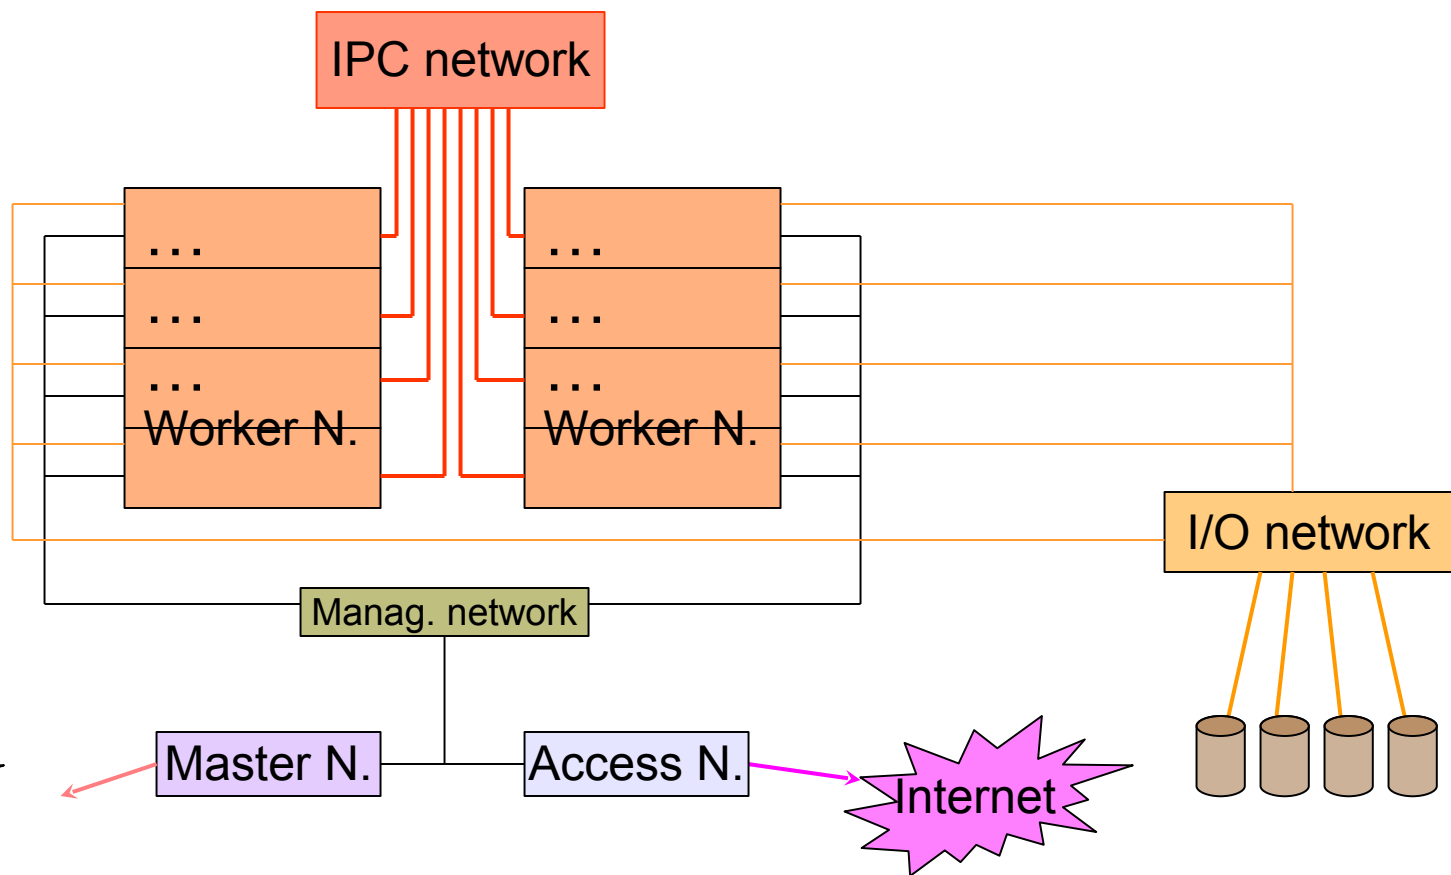 IPC network
... ...
... ...
... ...
Worker N. Worker N.
I/O network
Manag. network
Master N. Access N.
Internet